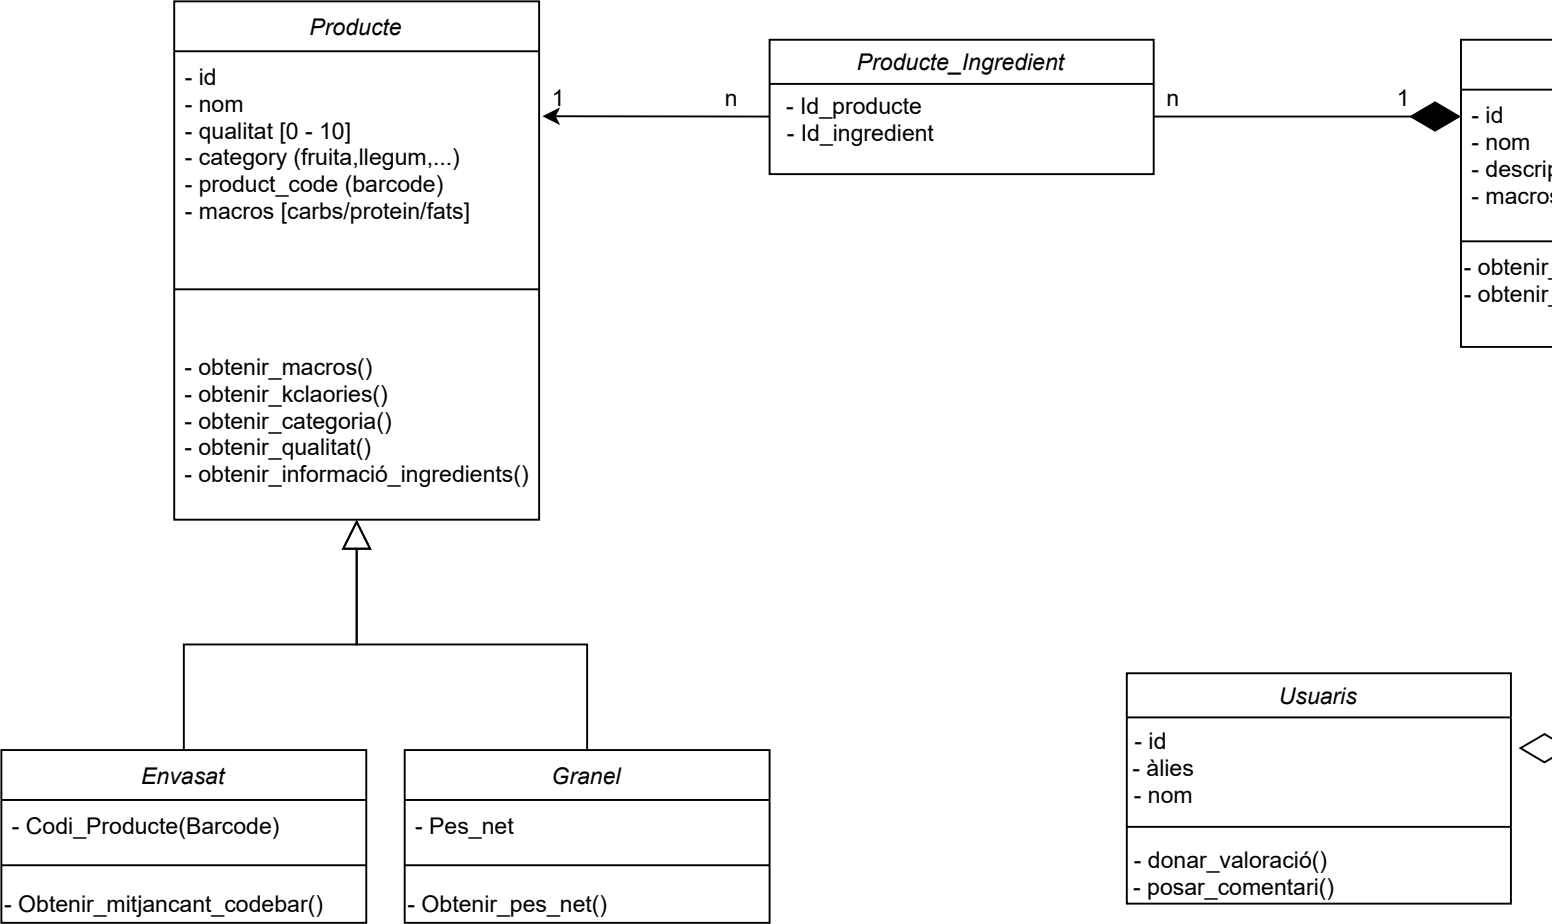 Producte
- id
- nom
- qualitat [0 - 10]
- category (fruita,llegum,...)
- product_code (barcode)
- macros [carbs/protein/fats]
- obtenir_macros()
- obtenir_kclaories()
- obtenir_categoria()
- obtenir_qualitat()
- obtenir_informació_ingredients()
1
n
Producte_Ingredient
- Id_producte
- Id_ingredient
n
1
- id
- nom
- descrip
- macros
- obtenir_
- obtenir_
Envasat
- Codi_Producte(Barcode)
- Obtenir_mitjancant_codebar()
Granel
- Pes_net
- Obtenir_pes_net()
Usuaris
- id
- àlies
- nom
- donar_valoració()
- posar_comentari()